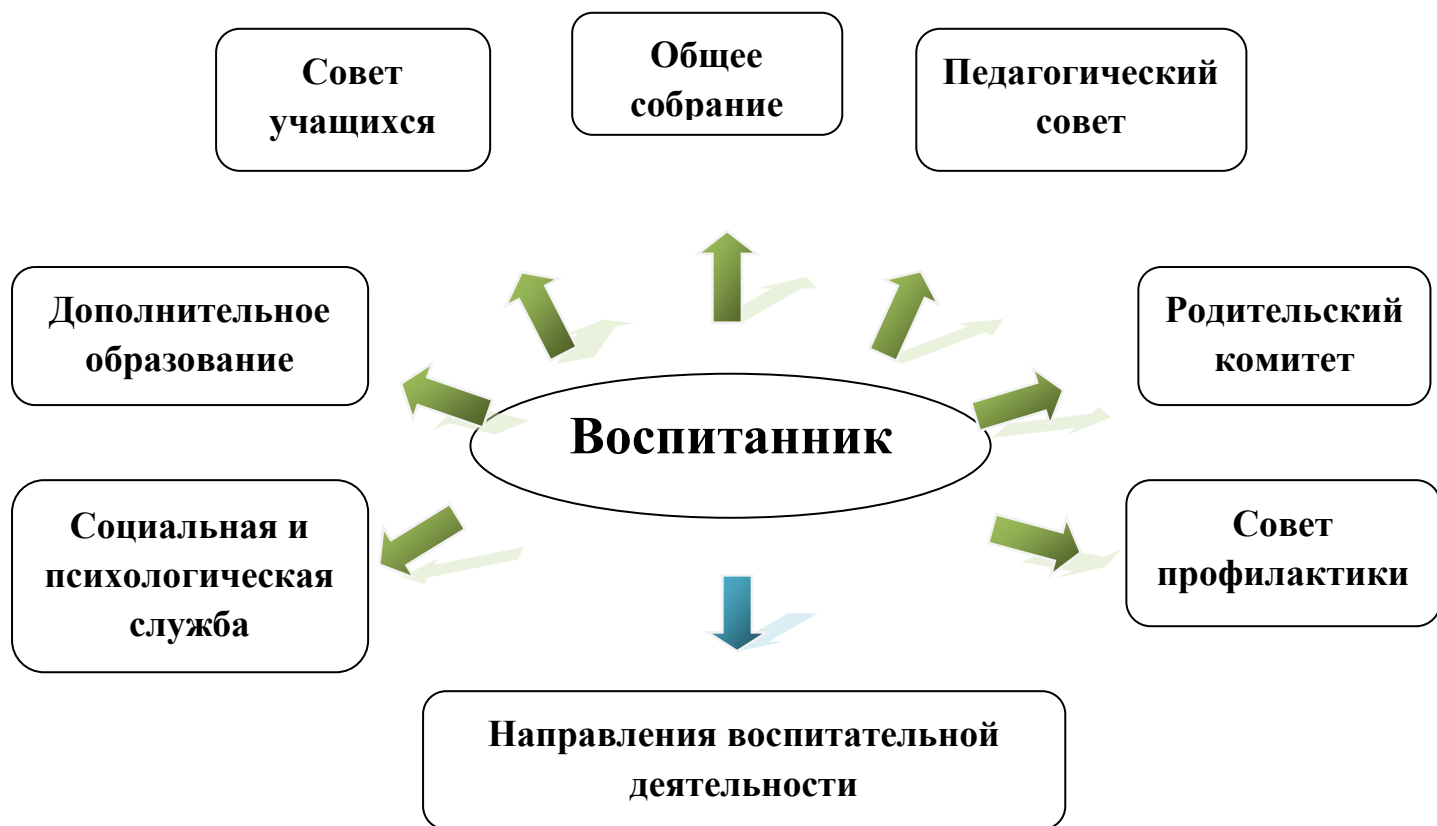 Совет
учащихся
Общее
собрание
Педагогический
совет
Дополнительное
образование
Родительский
комитет
Воспитанник
Социальная и
психологическая
служба
Совет
профилактики
Направления воспитательной
деятельности